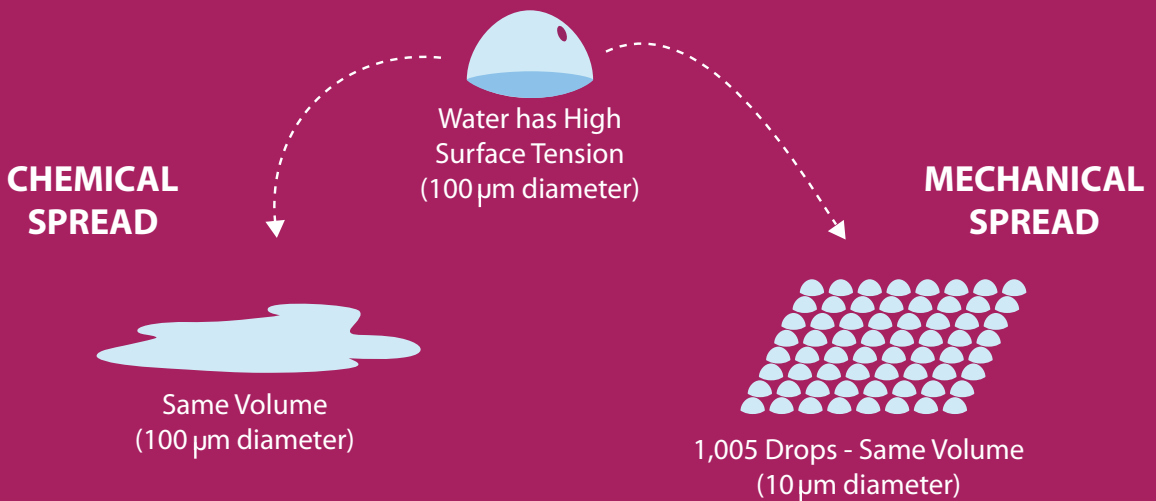 Water has High
Surface Tension
(100 µm diameter)
CHEMICAL
SPREAD
MECHANICAL
SPREAD
Same Volume
(100 µm diameter)
1,005 Drops - Same Volume
(10 µm diameter)